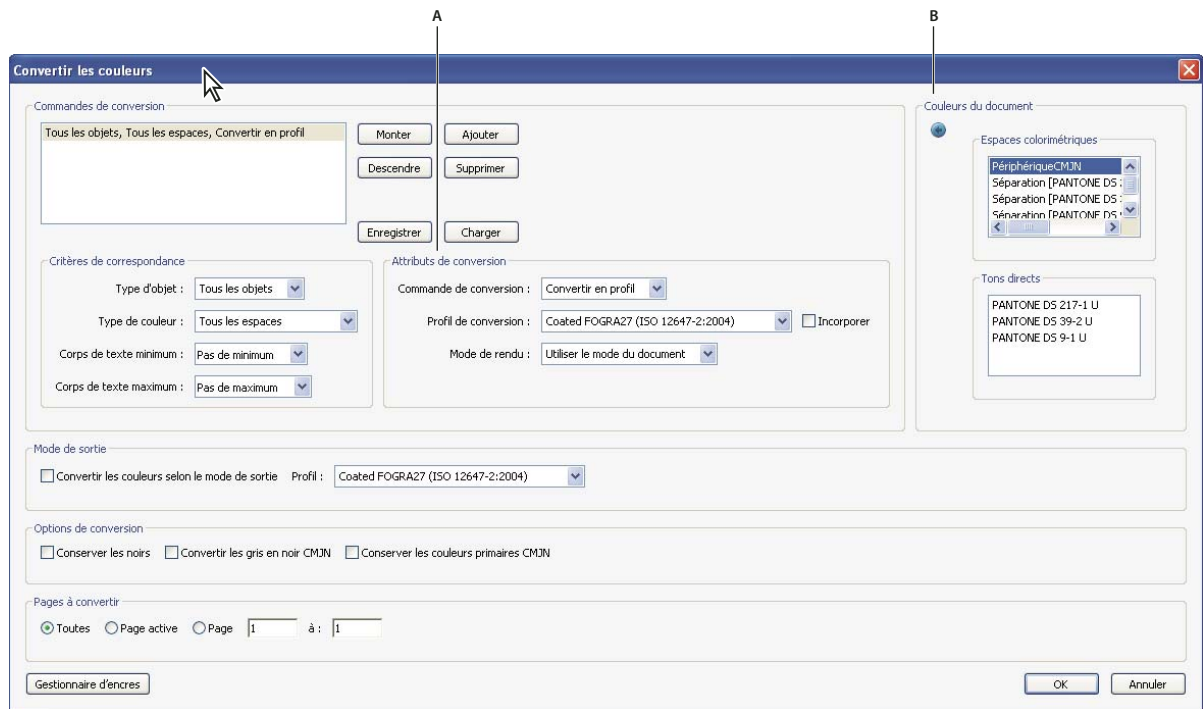 A
B
Convertir les couleurs
Commandes de conversion
Tous les objets, Tous les espaces, Convertir en profil
Monter
Ajouter
Descendre
Supprimer
Enregistrer
Charger
Critères de correspondance
Type d'objet : Tous les objets
Type de couleur : Tous les espaces
Corps de texte minimum : Pas de minimum
Corps de texte maximum : Pas de maximum
Attributs de conversion
Commande de conversion : Convertir en profil
Profil de conversion : Coated FOGRA27 (ISO 12647-2:2004) Incorporer
Mode de rendu : Utiliser le mode du document
Couleurs du document
Espaces colorimétriques
PériphériqueCMJN
Séparation [PANTONE DS
Séparation [PANTONE DS
Séparation [PANTONE DS
Tons directs
PANTONE DS 217-1 U
PANTONE DS 39-2 U
PANTONE DS 9-1 U
Mode de sortie
Convertir les couleurs selon le mode de sortie Profil : Coated FOGRA27 (ISO 12647-2:2004)
Options de conversion
Conserver les noirs Convertir les gris en noir CMJN Conserver les couleurs primaires CMJN
Pages à convertir
Toutes Page active Page 1 à : 1
Gestionnaire d'encres
OK
Annuler